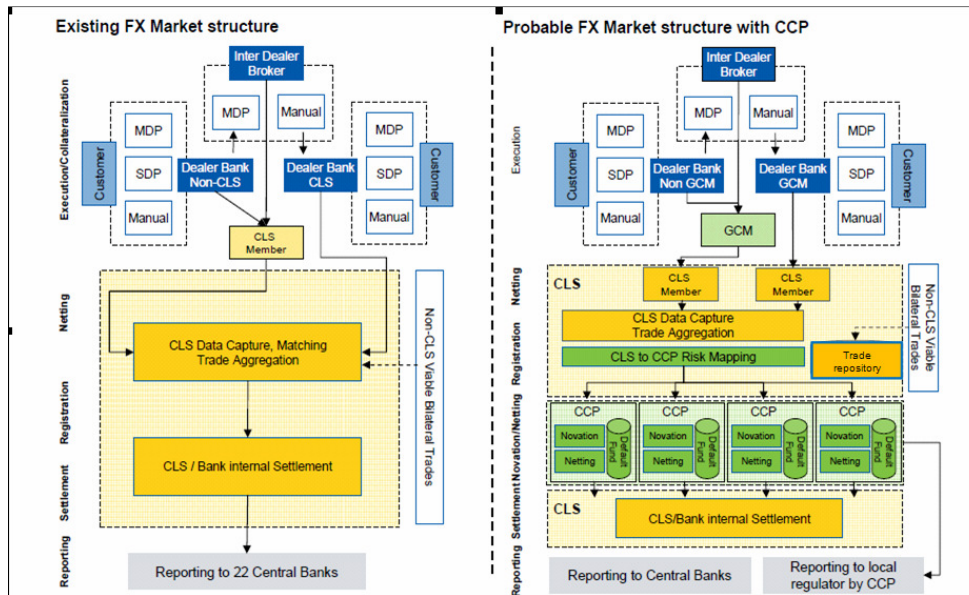 Existing FX Market structure
Inter Dealer
Broker
MDP
Manual
MDP
SDP
Manual
Customer
Dealer Bank
Non-CLS
Dealer Bank
CLS
MDP
SDP
Manual
Customer
CLS
Member
CLS Data Capture, Matching
Trade Aggregation
CLS / Bank internal Settlement
Non-CLS Viable Bilateral Trades
Reporting to 22 Central Banks
Execution/Collateralization
Netting
Registration
Settlement
Reporting
Probable FX Market structure with CCP
Inter Dealer
Broker
MDP
Manual
MDP
SDP
Manual
Customer
Dealer Bank
Non GCM
Dealer Bank
GCM
MDP
SDP
Manual
Customer
GCM
CLS
CLS
Member
CLS
Member
CLS Data Capture
Trade Aggregation
CLS to CCP Risk Mapping
Trade
repository
Non-CLS Viable
Bilateral Trades
CCP
Novation
Netting
Default
Fund
CCP
Novation
Netting
Default
Fund
CCP
Novation
Netting
Default
Fund
CCP
Novation
Netting
Default
Fund
CLS
CLS/Bank internal Settlement
Reporting to Central Banks
Reporting to local
regulator by CCP
Execution
Netting
Registration
Novation/Netting
Settlement
Reporting